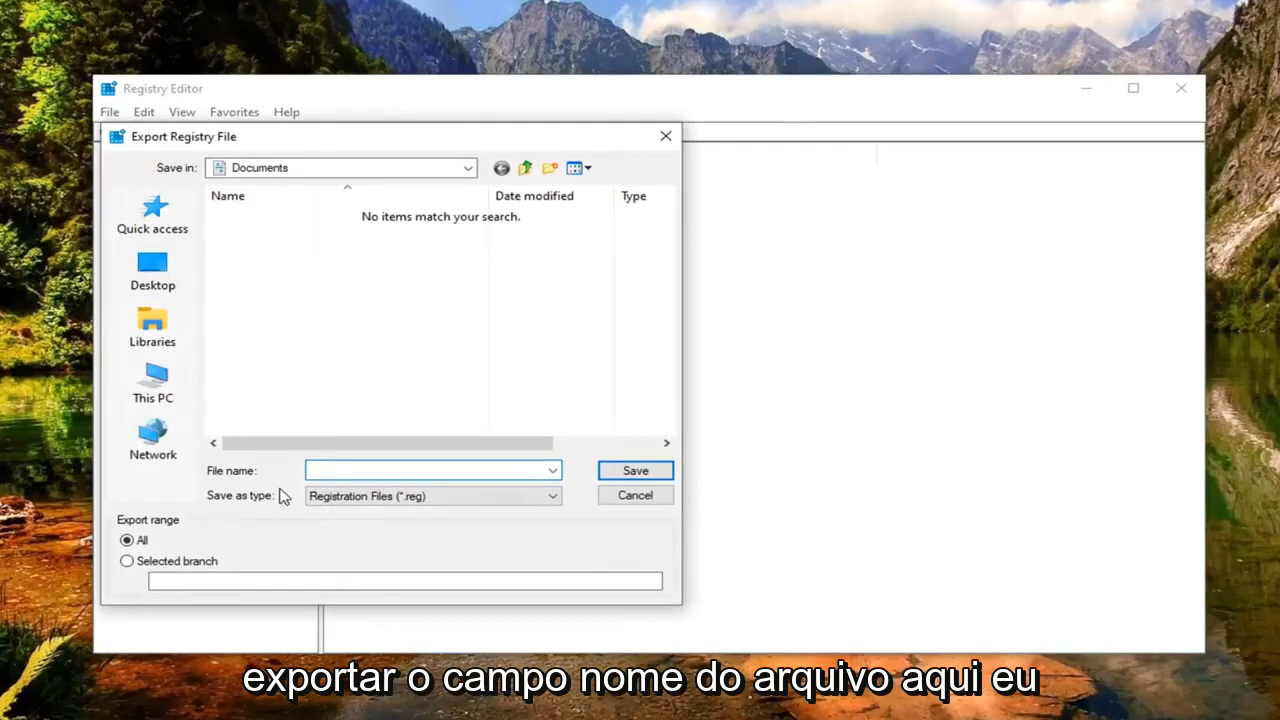 Registry Editor
File Edit View Favorites Help
Export Registry File
Save in: Documents
Name Date modified Type
No items match your search.
Quick access
Desktop
Libraries
This PC
Network
File name: Save
Save as type: Registration Files (*.reg) Cancel
Export range
All
Selected branch
exportar o campo nome do arquivo aqui eu